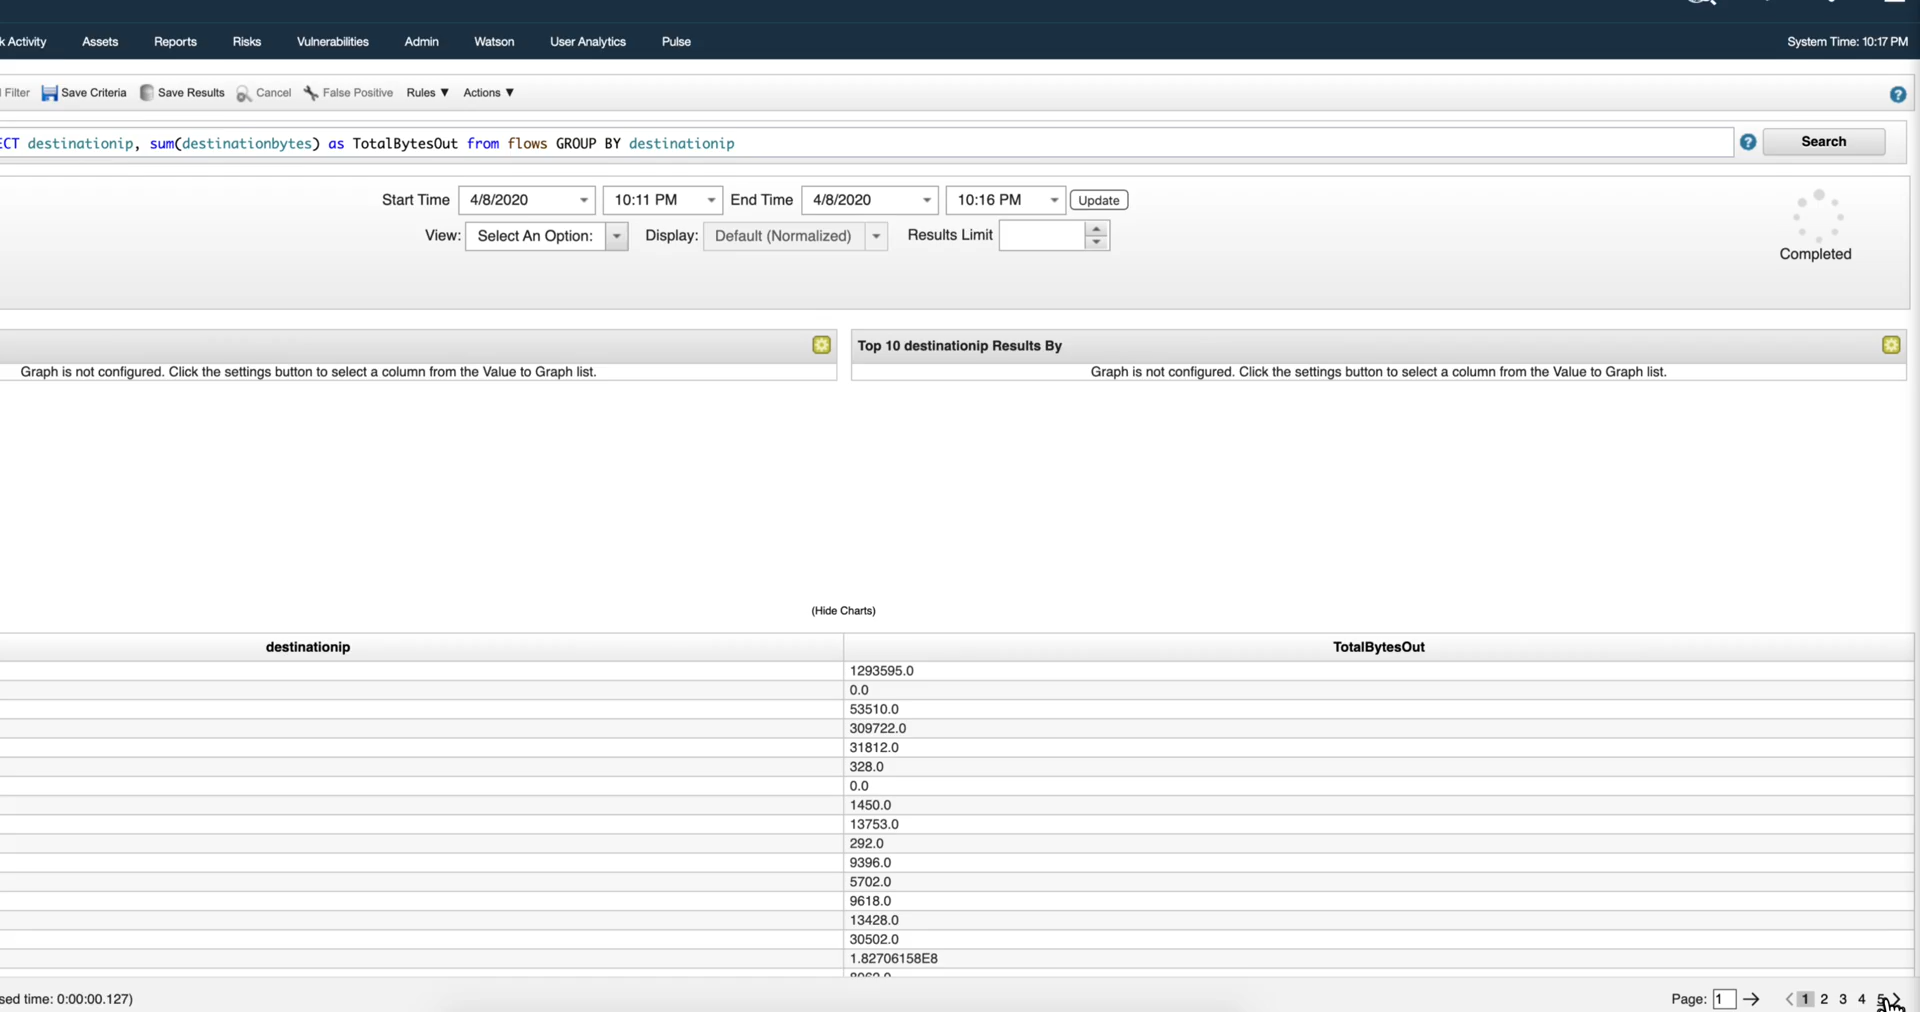 k Activity Assets Reports Risks Vulnerabilities Admin Watson User Analytics Pulse System Time: 10:17 PM
Filter Save Criteria Save Results Cancel False Positive Rules ▼ Actions ▼
ECT destinationip, sum(destinationbytes) as TotalBytesOut from flows GROUP BY destinationip Search
Start Time 4/8/2020 10:11 PM End Time 4/8/2020 10:16 PM Update
View: Select An Option: Display: Default (Normalized) Results Limit
Completed
Top 10 destinationip Results By
Graph is not configured. Click the settings button to select a column from the Value to Graph list. Graph is not configured. Click the settings button to select a column from the Value to Graph list.
(Hide Charts)
destinationip TotalBytesOut
1293595.0
0.0
53510.0
309722.0
31812.0
328.0
0.0
1450.0
13753.0
292.0
9396.0
5702.0
9618.0
13428.0
30502.0
1.82706158E8
sed time: 0:00:00.127) Page: 1 → < 1 2 3 4 5 >